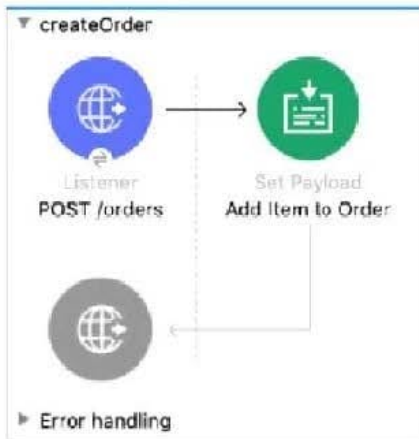 createOrder
Listener
Set Payload
POST /orders
Add Item to Order
Error handling